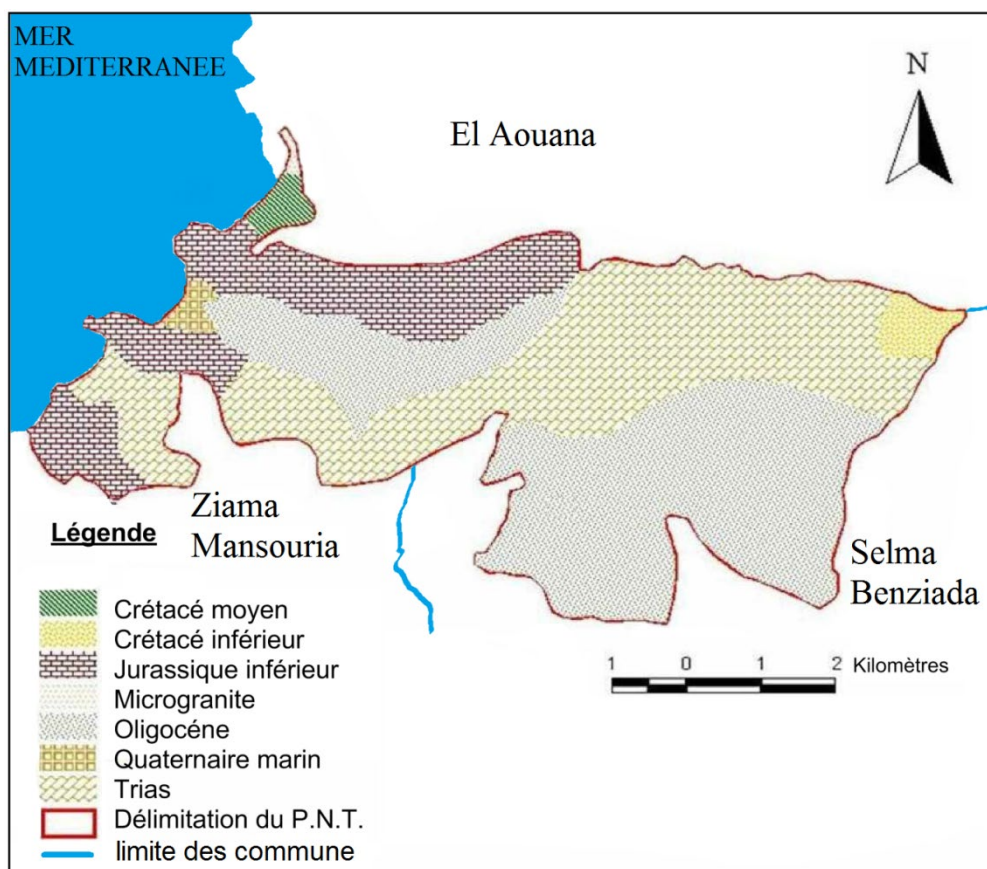 MER
MEDITERRANEE
N
El Aouana
Ziama
Mansouria
Selma
Benziada
Légende
Crétacé moyen
Crétacé inférieur
Jurassique inférieur
Microgranite
Oligocéne
Quaternaire marin
Trias
Délimitation du P.N.T.
limite des commune
1 0 1 2 Kilomètres